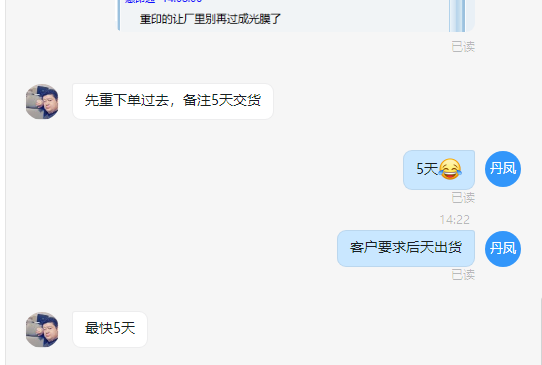 重印的让厂里别再过成光膜了
已读
先重下单过去，备注5天交货
5天😂
丹凤
已读
14:22
客户要求后天出货
丹凤
已读
最快5天